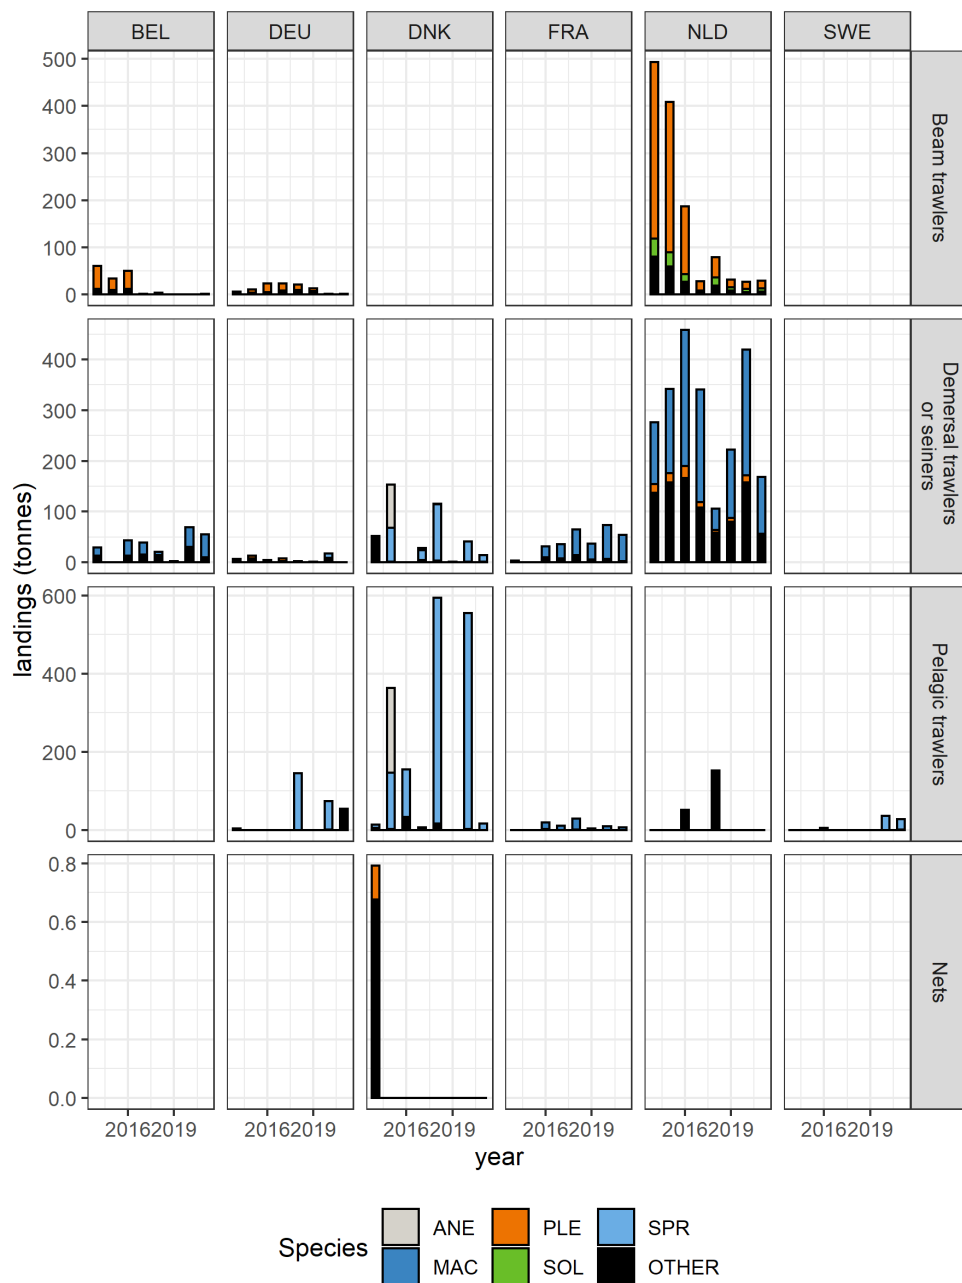 BEL DEU DNK FRA NLD SWE
500
400
300
200
100
0
Beam trawlers
400
300
200
100
0
Demersal trawlers
or seiners
600
400
200
0
Pelagic trawlers
0.8
0.6
0.4
0.2
0.0
Nets
landings (tonnes)
20162019 20162019 20162019 20162019 20162019 20162019
year
Species ANE PLE SPR
MAC SOL OTHER